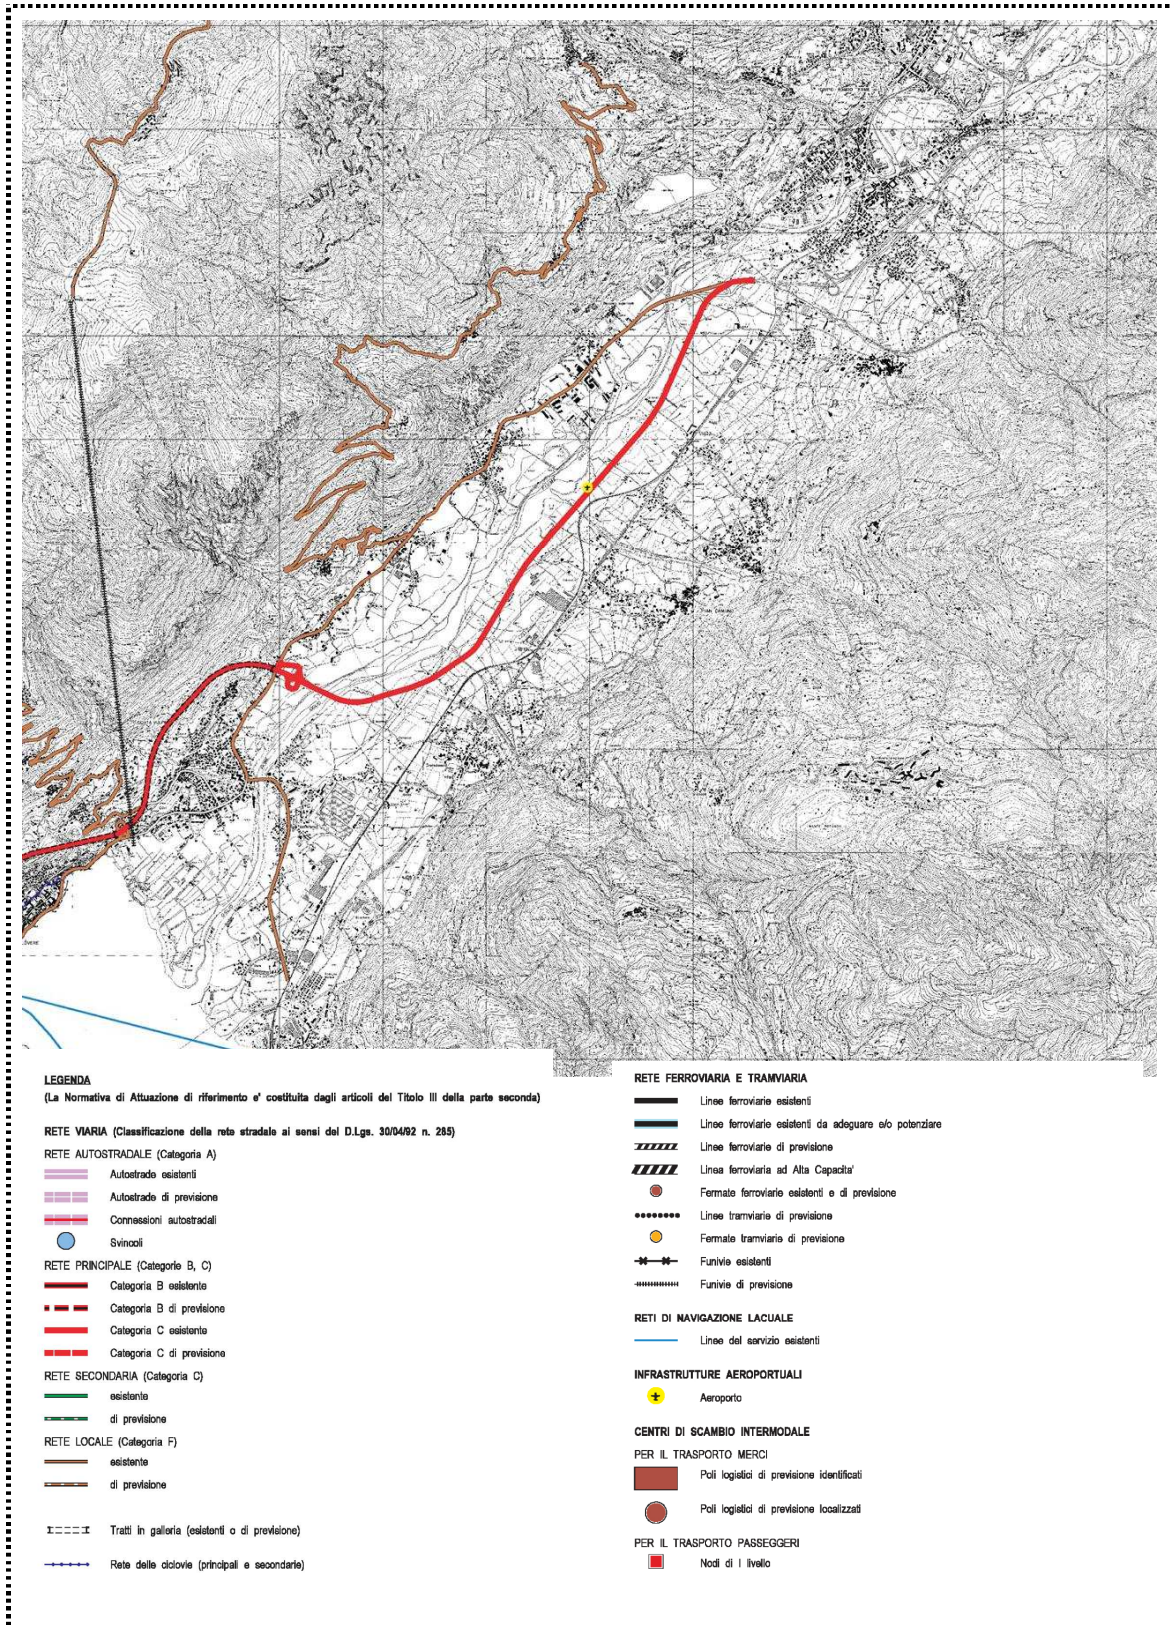 LOVERE
PIAN CAMUNO
LEGENDA
(La Normativa di Attuazione di riferimento e' costituita dagli articoli del Titolo III della parte seconda)
RETE VIARIA (Classificazione della rete stradale ai sensi del D.Lgs. 30/04/92 n. 285)
RETE AUTOSTRADALE (Categoria A)
Autostrade esistenti
Autostrade di previsione
Connessioni autostradali
Svincoli
RETE PRINCIPALE (Categorie B, C)
Categoria B esistente
Categoria B di previsione
Categoria C esistente
Categoria C di previsione
RETE SECONDARIA (Categoria C)
esistente
di previsione
RETE LOCALE (Categoria F)
esistente
di previsione
Tratti in galleria (esistenti o di previsione)
Rete delle ciclovie (principali e secondarie)
RETE FERROVIARIA E TRAMVIARIA
Linee ferroviarie esistenti
Linee ferroviarie esistenti da adeguare e/o potenziare
Linee ferroviarie di previsione
Linea ferroviaria ad Alta Capacita'
Fermate ferroviarie esistenti e di previsione
Linee tramviarie di previsione
Fermate tramviarie di previsione
Funivie esistenti
Funivie di previsione
RETI DI NAVIGAZIONE LACUALE
Linee del servizio esistenti
INFRASTRUTTURE AEROPORTUALI
Aeroporto
CENTRI DI SCAMBIO INTERMODALE
PER IL TRASPORTO MERCI
Poli logistici di previsione identificati
Poli logistici di previsione localizzati
PER IL TRASPORTO PASSEGGERI
Nodi di I livello